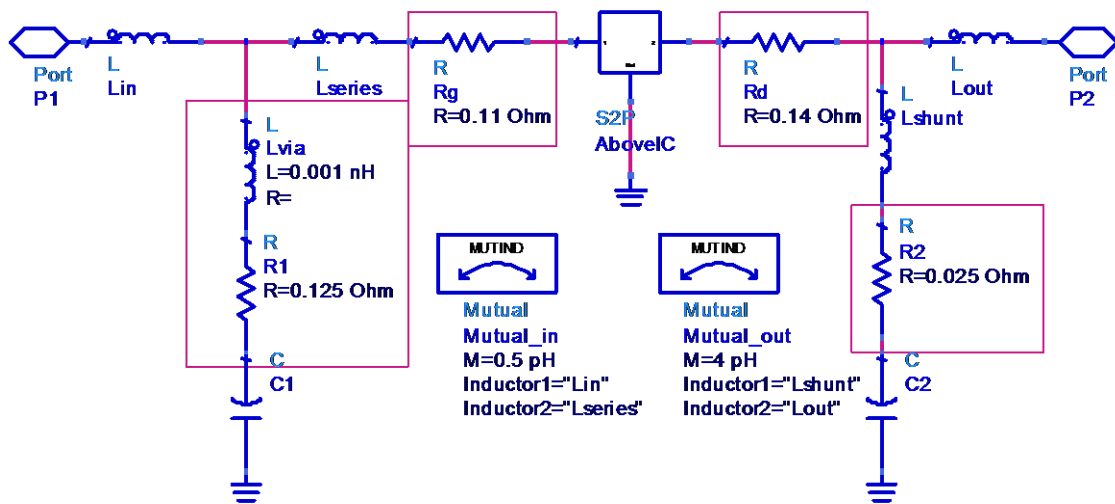 Port
P1
L
Lin
L
Lseries
R
Rg
R=0.11 Ohm
1
2
Ref
S2P
AboveIC
R
Rd
R=0.14 Ohm
L
Lout
Port
P2
L
Lvia
L=0.001 nH
R=
R
R1
R=0.125 Ohm
C
C1
MUTIND
Mutual
Mutual_in
M=0.5 pH
Inductor1="Lin"
Inductor2="Lseries"
MUTIND
Mutual
Mutual_out
M=4 pH
Inductor1="Lshunt"
Inductor2="Lout"
L
Lshunt
R
R2
R=0.025 Ohm
C
C2